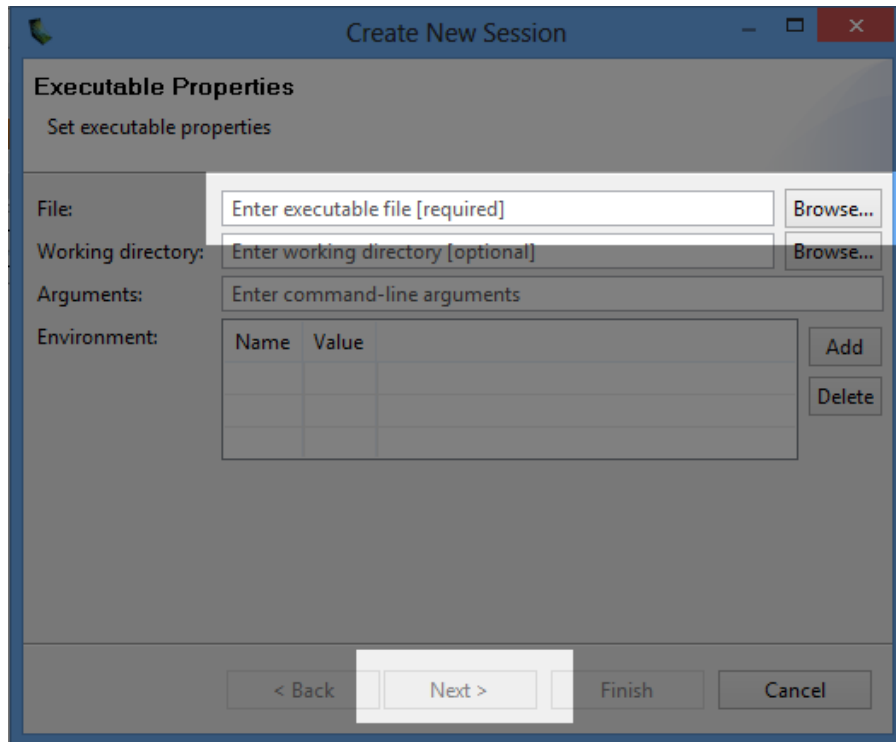 Create New Session
Executable Properties
Set executable properties
File: Enter executable file [required] Browse...
Working directory: Enter working directory [optional] Browse...
Arguments: Enter command-line arguments
Environment: Name Value Add
Delete
< Back Next > Finish Cancel